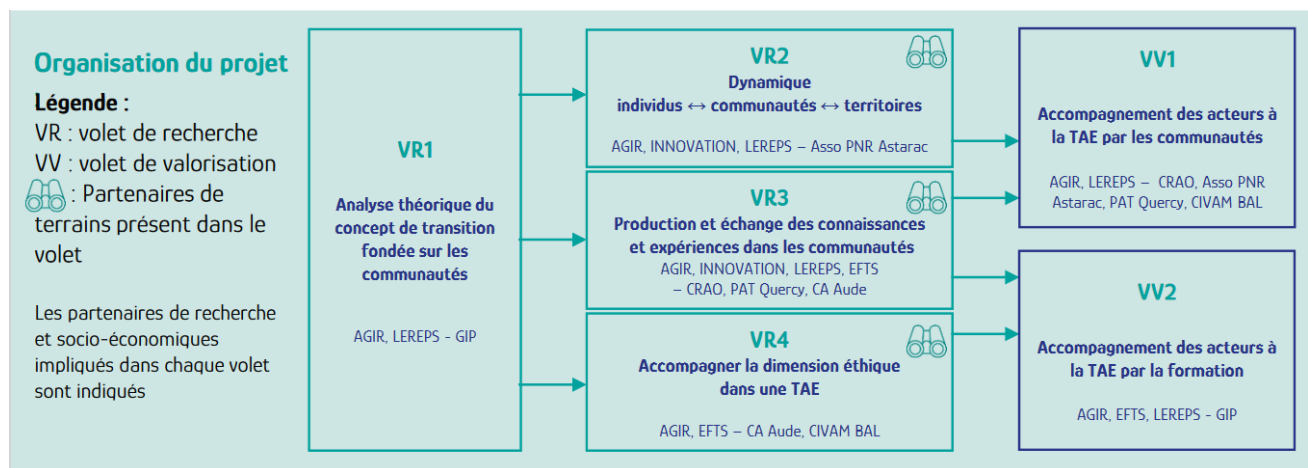 Organisation du projet
Légende :
VR : volet de recherche
VV : volet de valorisation
: Partenaires de
terrains présent dans le
volet
Les partenaires de recherche
et socio-économiques
impliqués dans chaque volet
sont indiqués
VR1
Analyse théorique du
concept de transition
fondée sur les
communautés
AGIR, LEREPS - GIP
VR2
Dynamique
individus ↔ communautés ↔ territoires
AGIR, INNOVATION, LEREPS – Asso PNR Astarac
VR3
Production et échange des connaissances
et expériences dans les communautés
AGIR, INNOVATION, LEREPS, EFTS
– CRAO, PAT Quercy, CA Aude
VR4
Accompagner la dimension éthique
dans une TAE
AGIR, EFTS – CA Aude, CIVAM BAL
VV1
Accompagnement des acteurs à
la TAE par les communautés
AGIR, LEREPS – CRAO, Asso PNR
Astarac, PAT Quercy, CIVAM BAL
VV2
Accompagnement des acteurs à
la TAE par la formation
AGIR, EFTS, LEREPS - GIP